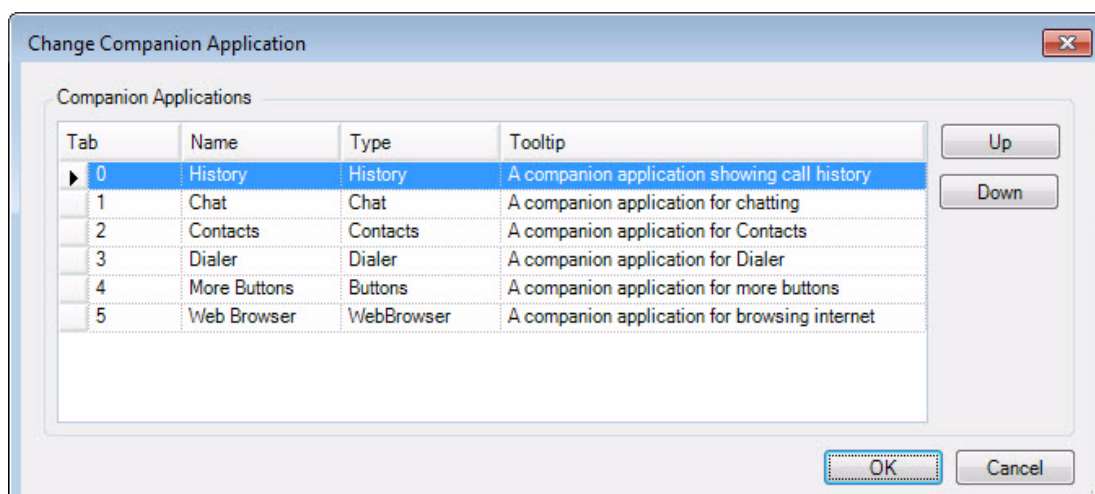 Change Companion Application
Companion Applications
Tab Name Type Tooltip
0 History History A companion application showing call history
1 Chat Chat A companion application for chatting
2 Contacts Contacts A companion application for Contacts
3 Dialer Dialer A companion application for Dialer
4 More Buttons Buttons A companion application for more buttons
5 Web Browser WebBrowser A companion application for browsing internet
Up
Down
OK Cancel